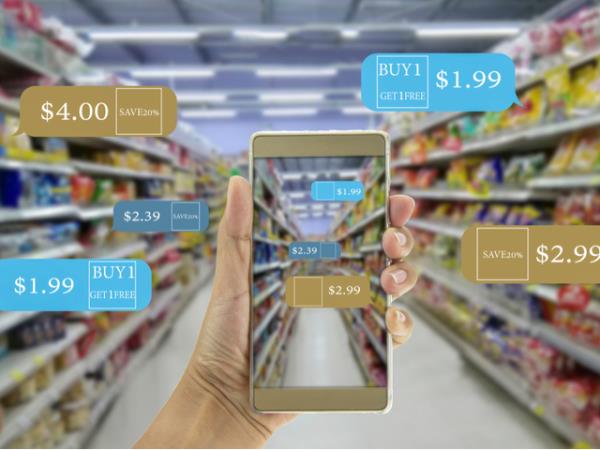 BUY1
GET1FREE
$1.99
$4.00
SAVE20%
$1.99
$2.39
SAVE20%
$2.39
SAVE20%
$2.99
$1.99
BUY1
GET1FREE
$2.99